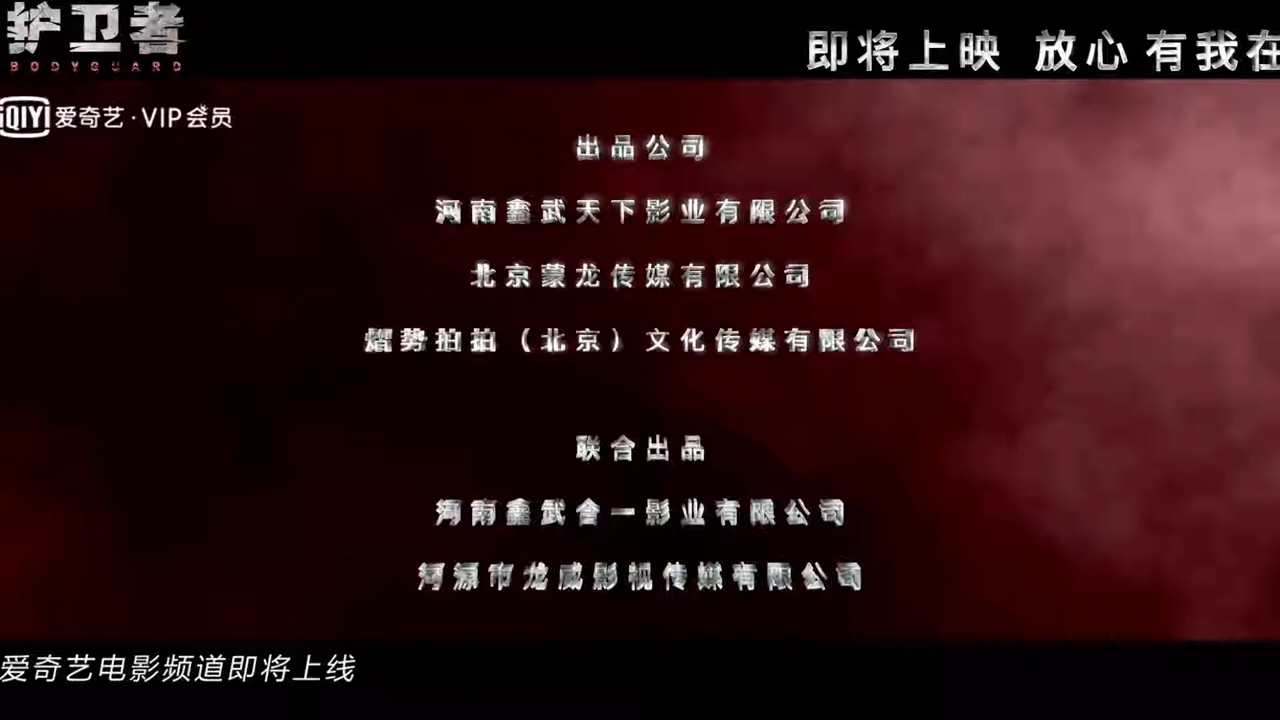 护卫者
BODYGUARD
即将上映 放心 有我在
iQIYI 爱奇艺·VIP会员
出品公司
河南鑫武天下影业有限公司
北京蒙龙传媒有限公司
熠势拍拍（北京）文化传媒有限公司
联合出品
河南鑫武合一影业有限公司
河源市龙威影视传媒有限公司
爱奇艺电影频道即将上线